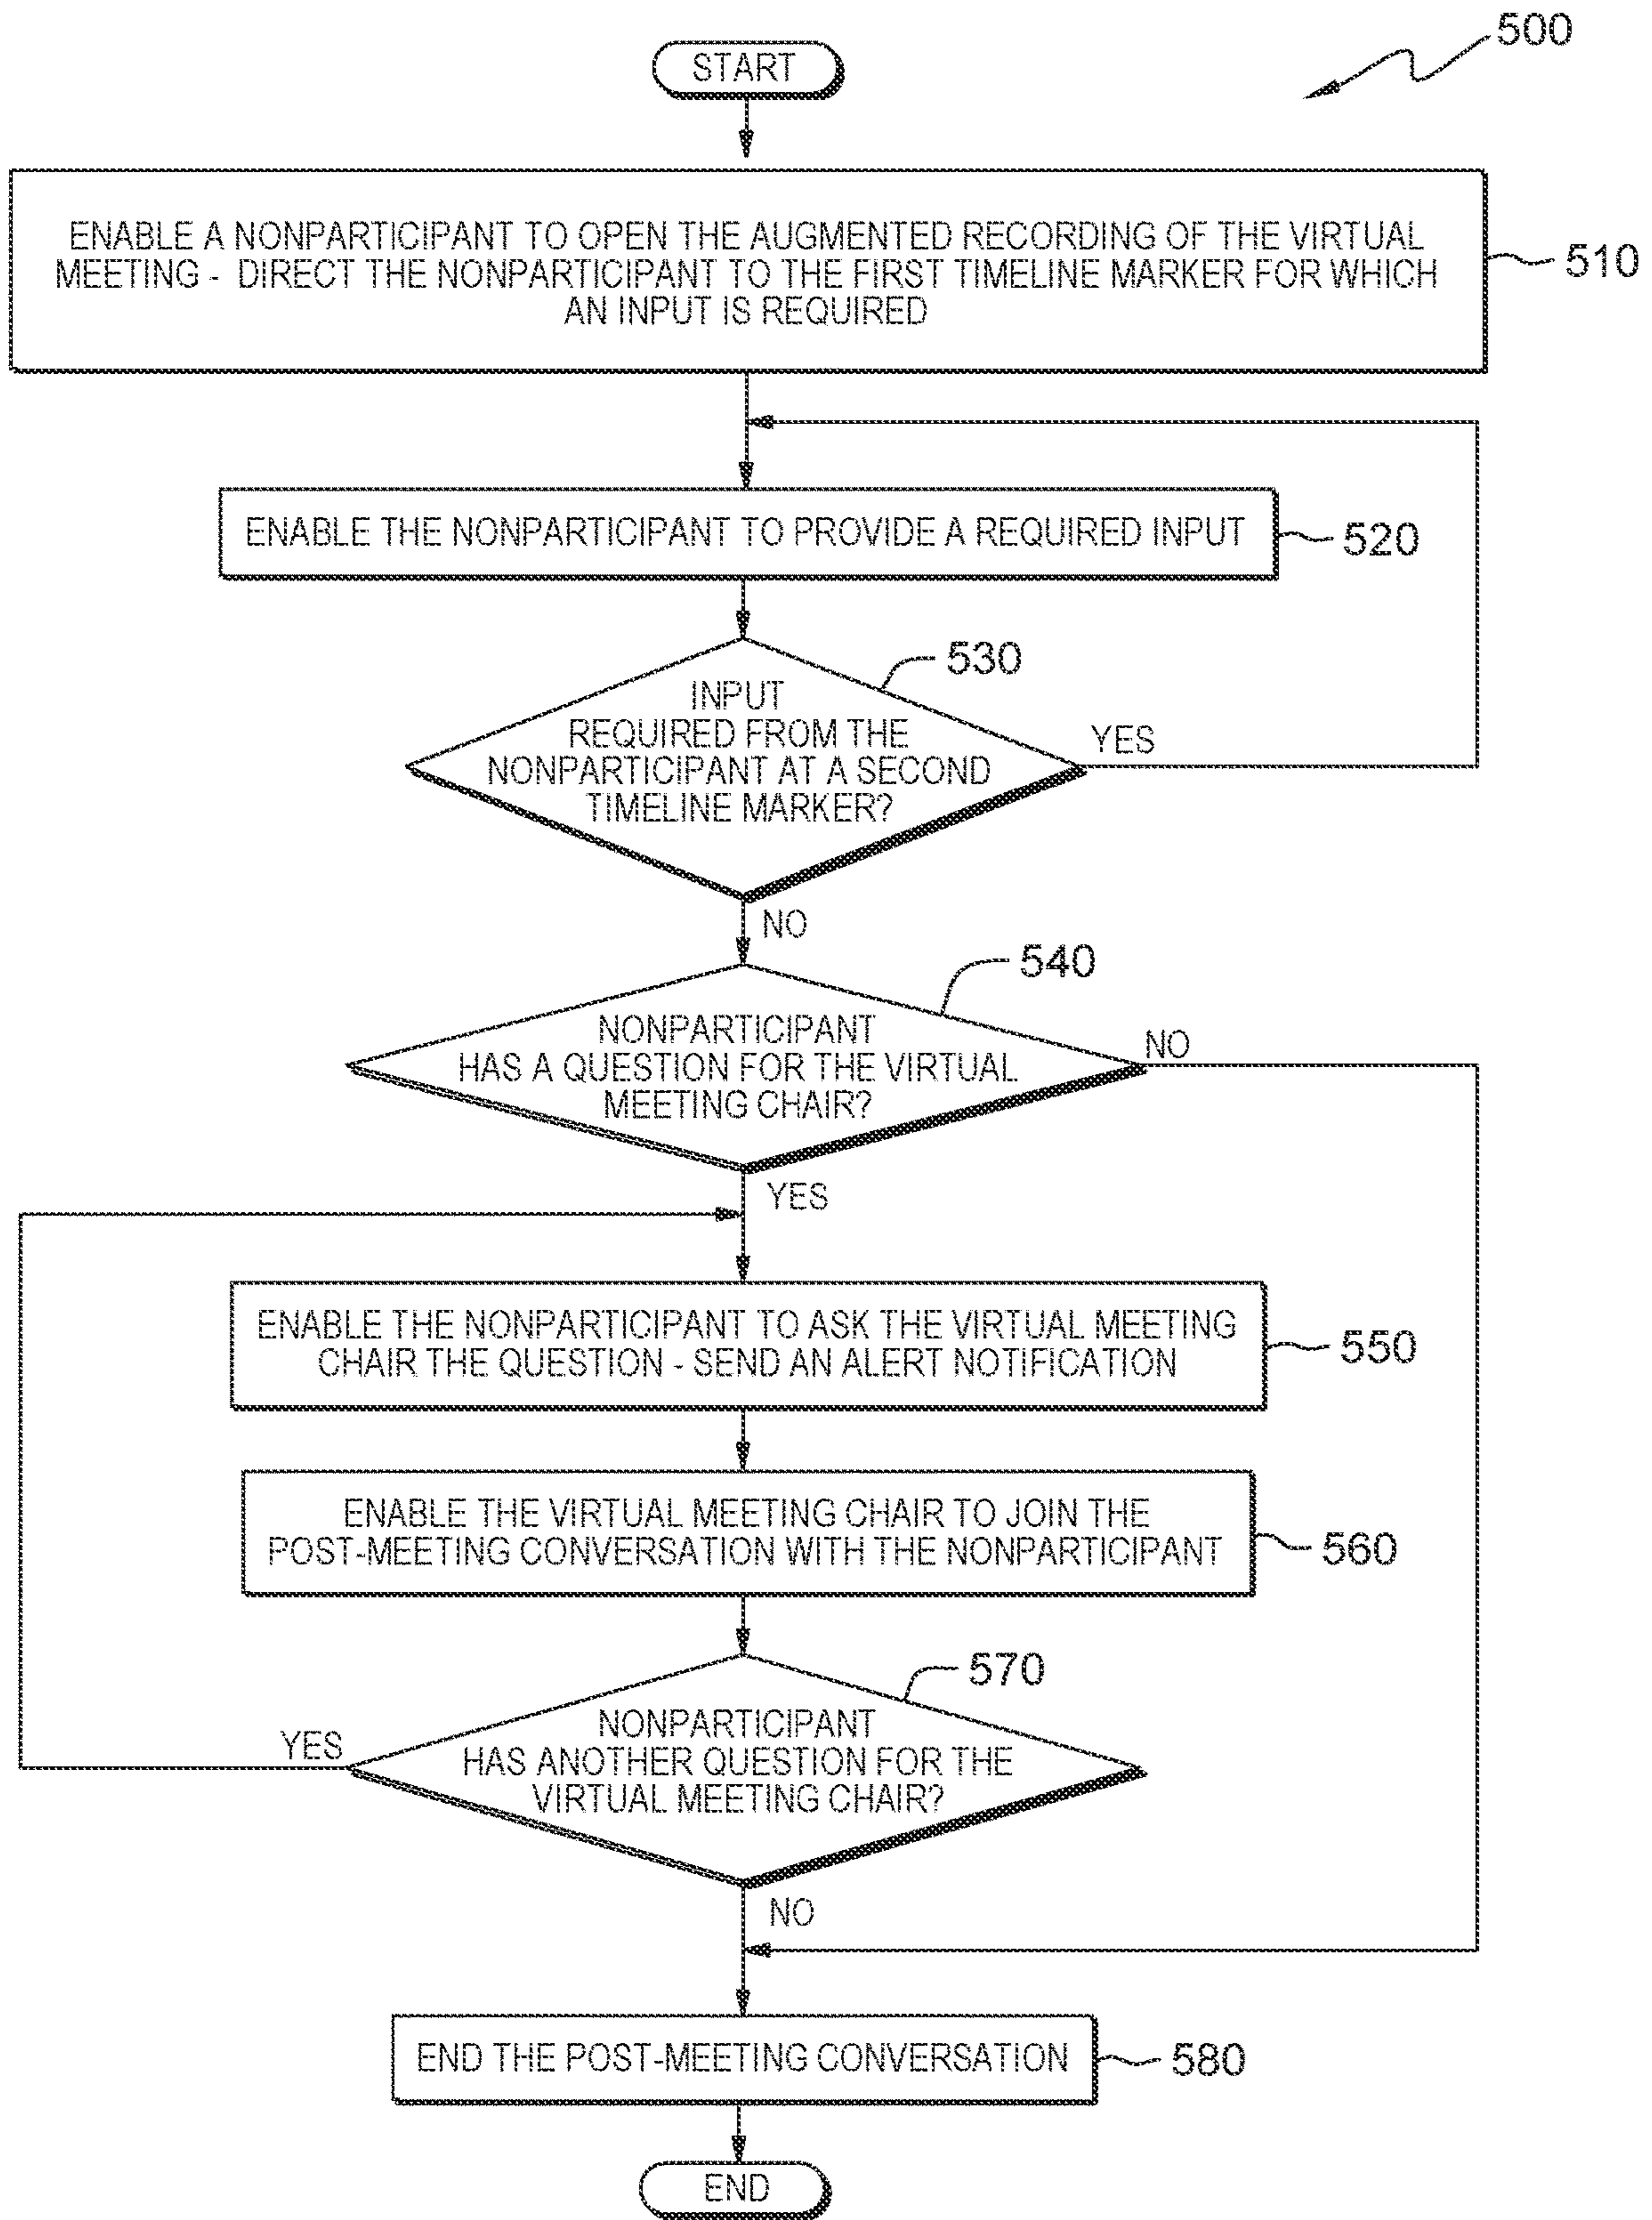 500
START
ENABLE A NONPARTICIPANT TO OPEN THE AUGMENTED RECORDING OF THE VIRTUAL
MEETING - DIRECT THE NONPARTICIPANT TO THE FIRST TIMELINE MARKER FOR WHICH
AN INPUT IS REQUIRED
510
ENABLE THE NONPARTICIPANT TO PROVIDE A REQUIRED INPUT
520
530
INPUT
REQUIRED FROM THE
NONPARTICIPANT AT A SECOND
TIMELINE MARKER?
YES
NO
540
NONPARTICIPANT
HAS A QUESTION FOR THE VIRTUAL
MEETING CHAIR?
NO
YES
ENABLE THE NONPARTICIPANT TO ASK THE VIRTUAL MEETING
CHAIR THE QUESTION - SEND AN ALERT NOTIFICATION
550
ENABLE THE VIRTUAL MEETING CHAIR TO JOIN THE
POST-MEETING CONVERSATION WITH THE NONPARTICIPANT
560
570
NONPARTICIPANT
HAS ANOTHER QUESTION FOR THE
VIRTUAL MEETING CHAIR?
YES
NO
END THE POST-MEETING CONVERSATION
580
END